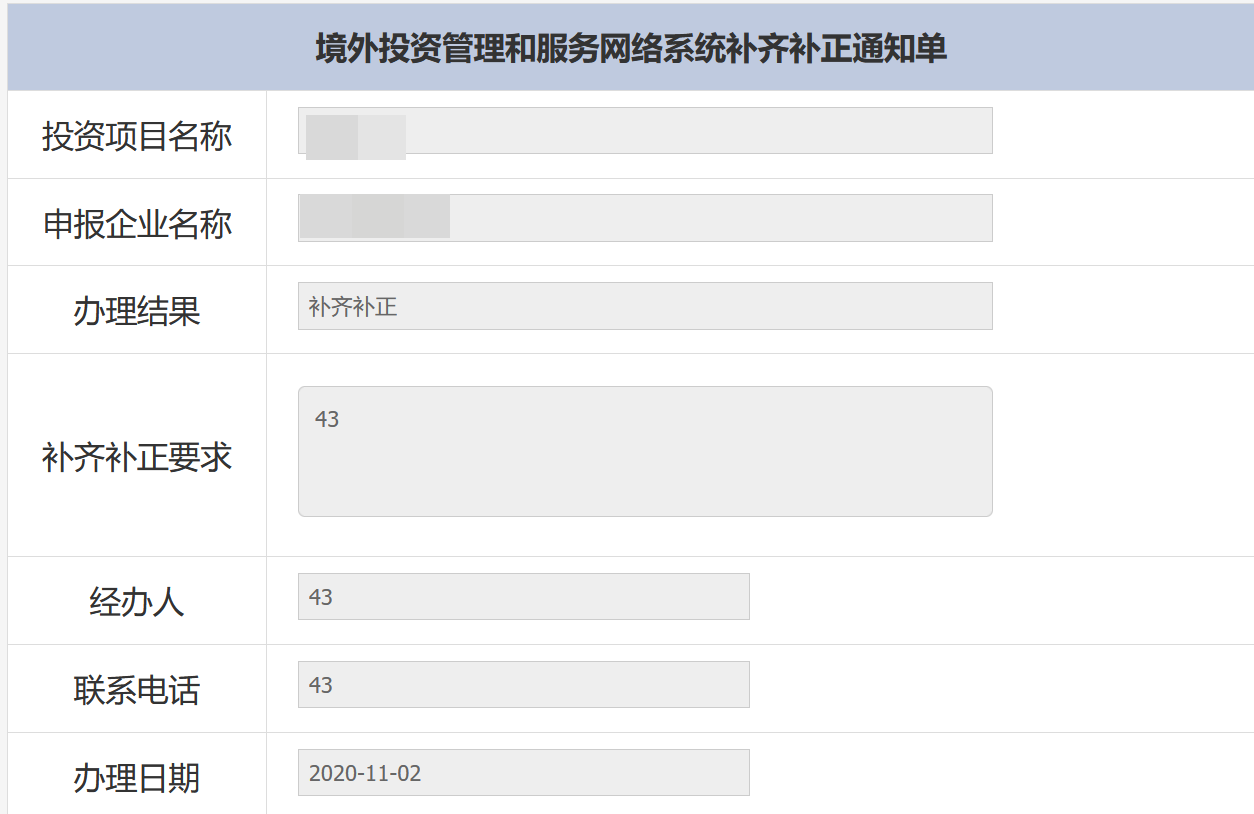 境外投资管理和服务网络系统补齐补正通知单
投资项目名称
申报企业名称
办理结果 补齐补正
补齐补正要求 43
经办人 43
联系电话 43
办理日期 2020-11-02